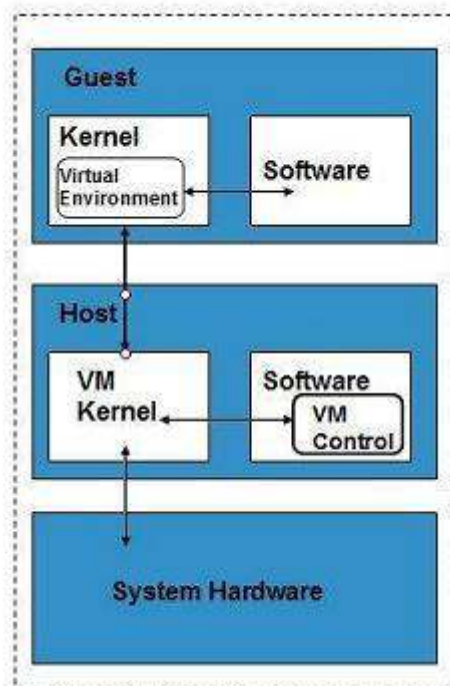 Guest
Kernel
Virtual
Environment
Software
Host
VM
Kernel
Software
VM
Control
System Hardware